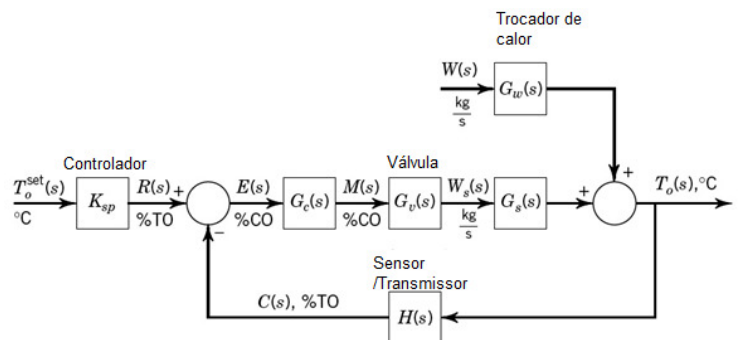 Trocador de
calor
W(s)
kg
s
G_w(s)
Controlador
Válvula
T_o^set(s)
°C
K_sp
R(s)
%TO
+
−
E(s)
%CO
G_c(s)
M(s)
%CO
G_v(s)
W_s(s)
kg
s
G_s(s)
+
+
T_o(s), °C
Sensor
/Transmissor
C(s), %TO
H(s)